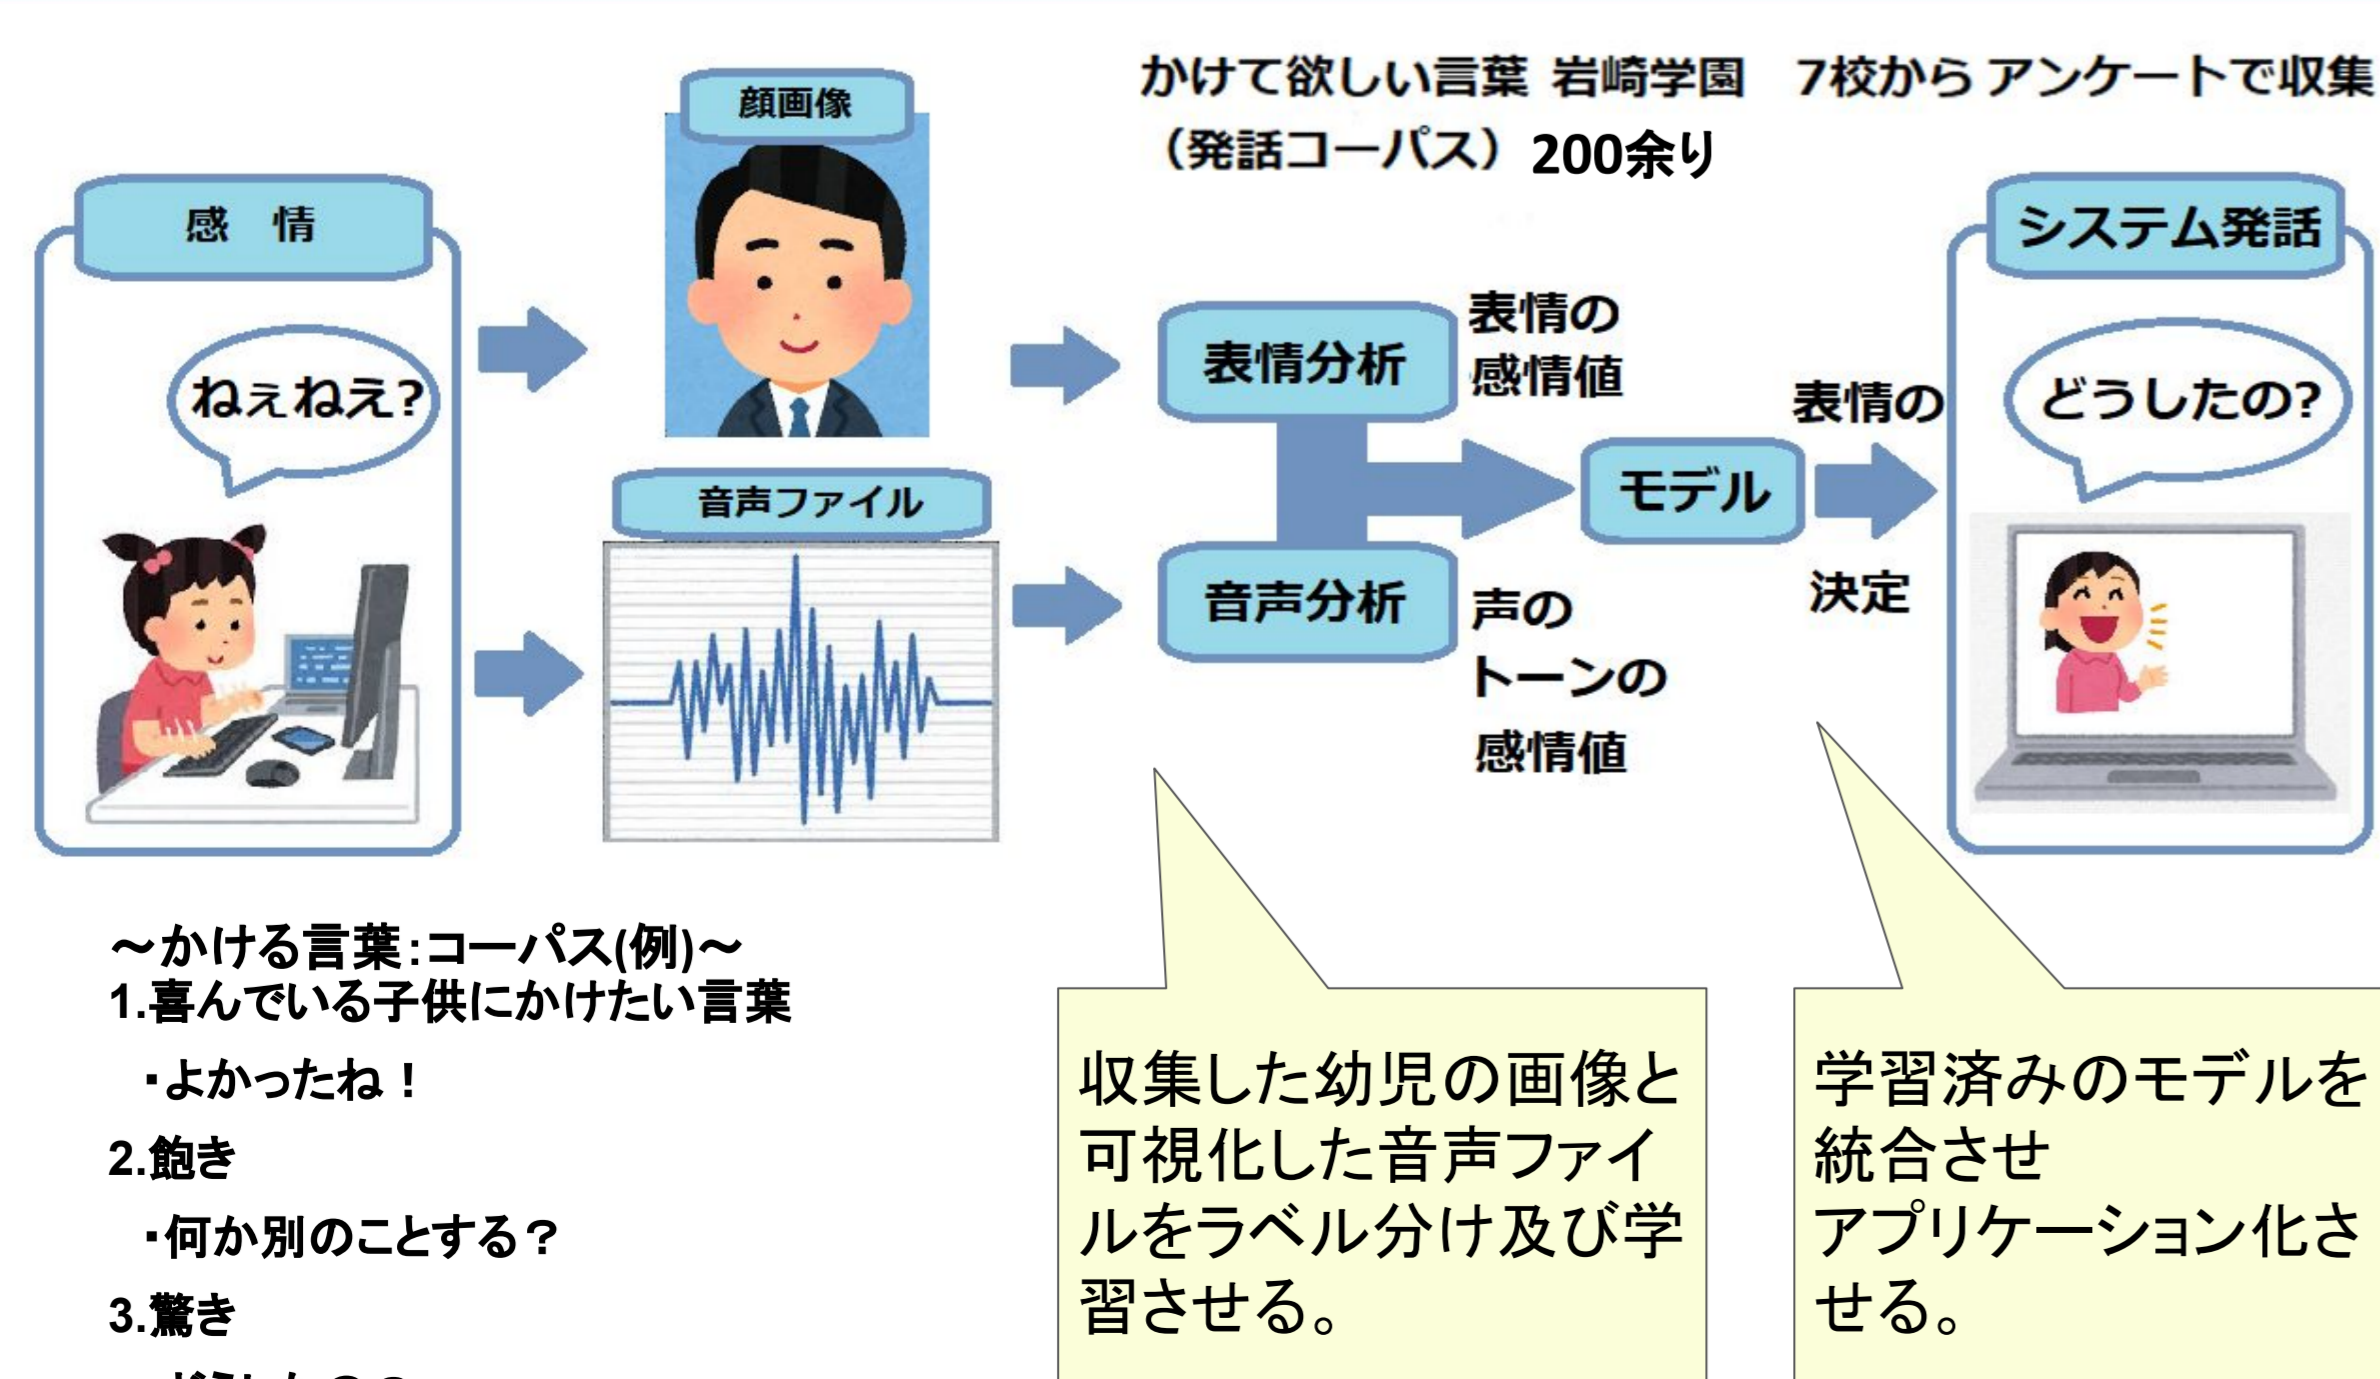 かけて欲しい言葉 岩崎学園　7校から アンケートで収集
（発話コーパス）200余り
感　情
ねぇねえ?
顔画像
音声ファイル
表情分析
表情の
感情値
音声分析
声の
トーンの
感情値
モデル
表情の
決定
システム発話
どうしたの?
～かける言葉:コーパス(例)～
1.喜んでいる子供にかけたい言葉
・よかったね！
2.飽き
・何か別のことする？
3.驚き
収集した幼児の画像と
可視化した音声ファイ
ルをラベル分け及び学
習させる。
学習済みのモデルを
統合させ
アプリケーション化さ
せる。